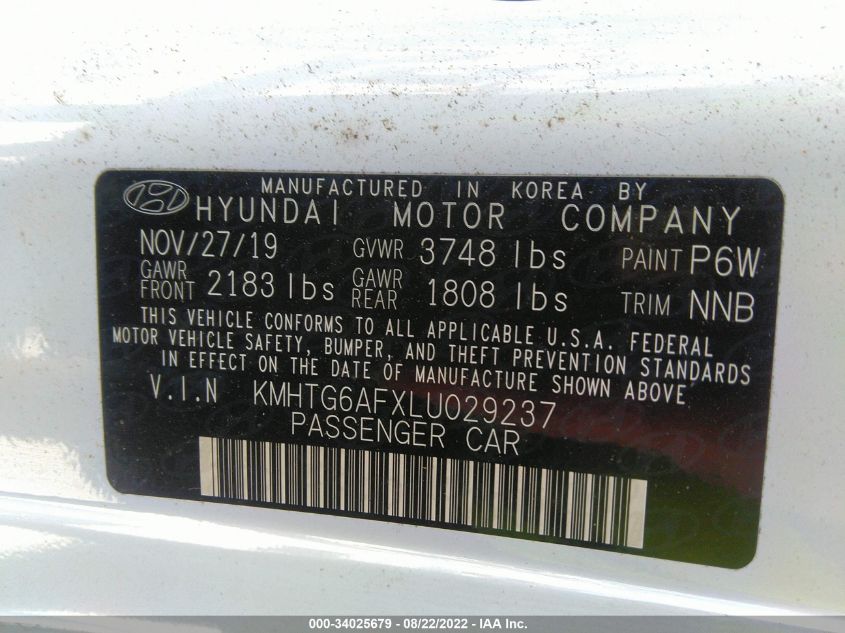 MANUFACTURED IN KOREA BY
HYUNDAI MOTOR COMPANY
NOV/27/19 GVWR 3748 lbs PAINT P6W
GAWR FRONT 2183 lbs GAWR REAR 1808 lbs TRIM NNB
THIS VEHICLE CONFORMS TO ALL APPLICABLE U.S.A. FEDERAL
MOTOR VEHICLE SAFETY, BUMPER, AND THEFT PREVENTION STANDARDS
IN EFFECT ON THE DATE OF MANUFACTURE SHOWN ABOVE
V.I.N KMHTG6AFXLU029237
PASSENGER CAR
000-34025679 - 08/22/2022 - IAA Inc.